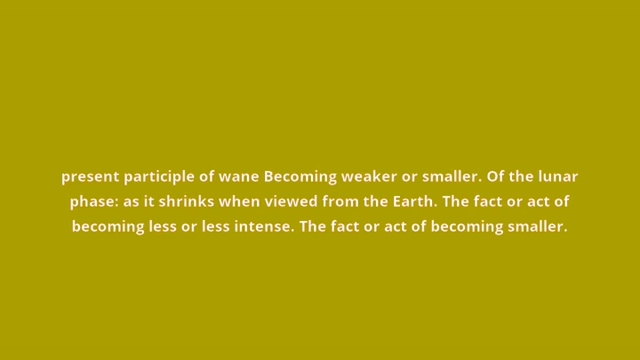 present participle of wane Becoming weaker or smaller. Of the lunar
phase: as it shrinks when viewed from the Earth. The fact or act of
becoming less or less intense. The fact or act of becoming smaller.